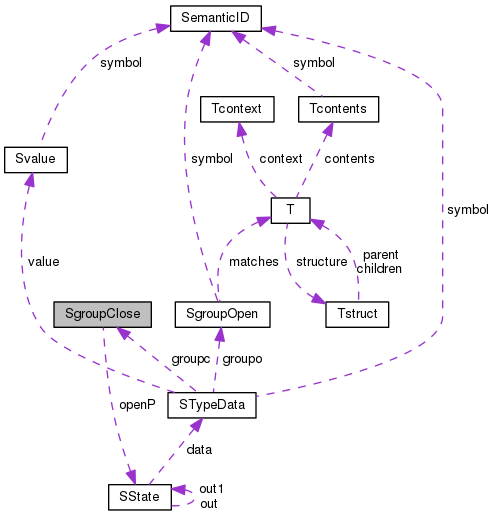 SemanticID
symbol
symbol
Tcontext
Tcontents
Svalue
symbol
context
contents
T
symbol
value
matches
structure
parent
children
SgroupClose
SgroupOpen
Tstruct
groupc
groupo
openP
STypeData
data
SState
out1
out